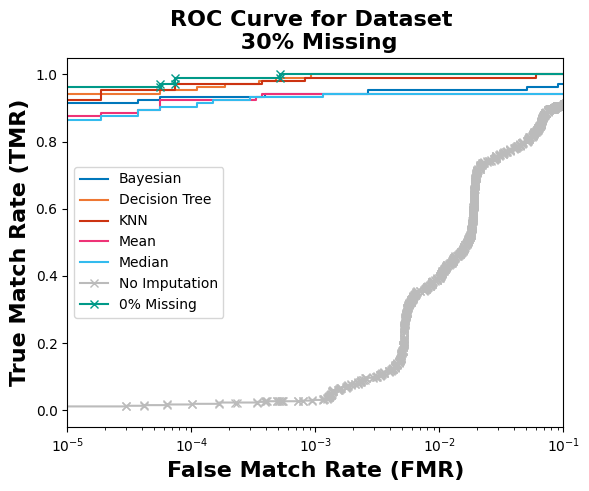 ROC Curve for Dataset
30% Missing
True Match Rate (TMR)
1.0
0.8
0.6
0.4
0.2
0.0
Bayesian
Decision Tree
KNN
Mean
Median
No Imputation
0% Missing
10⁻⁵ 10⁻⁴ 10⁻³ 10⁻² 10⁻¹
False Match Rate (FMR)